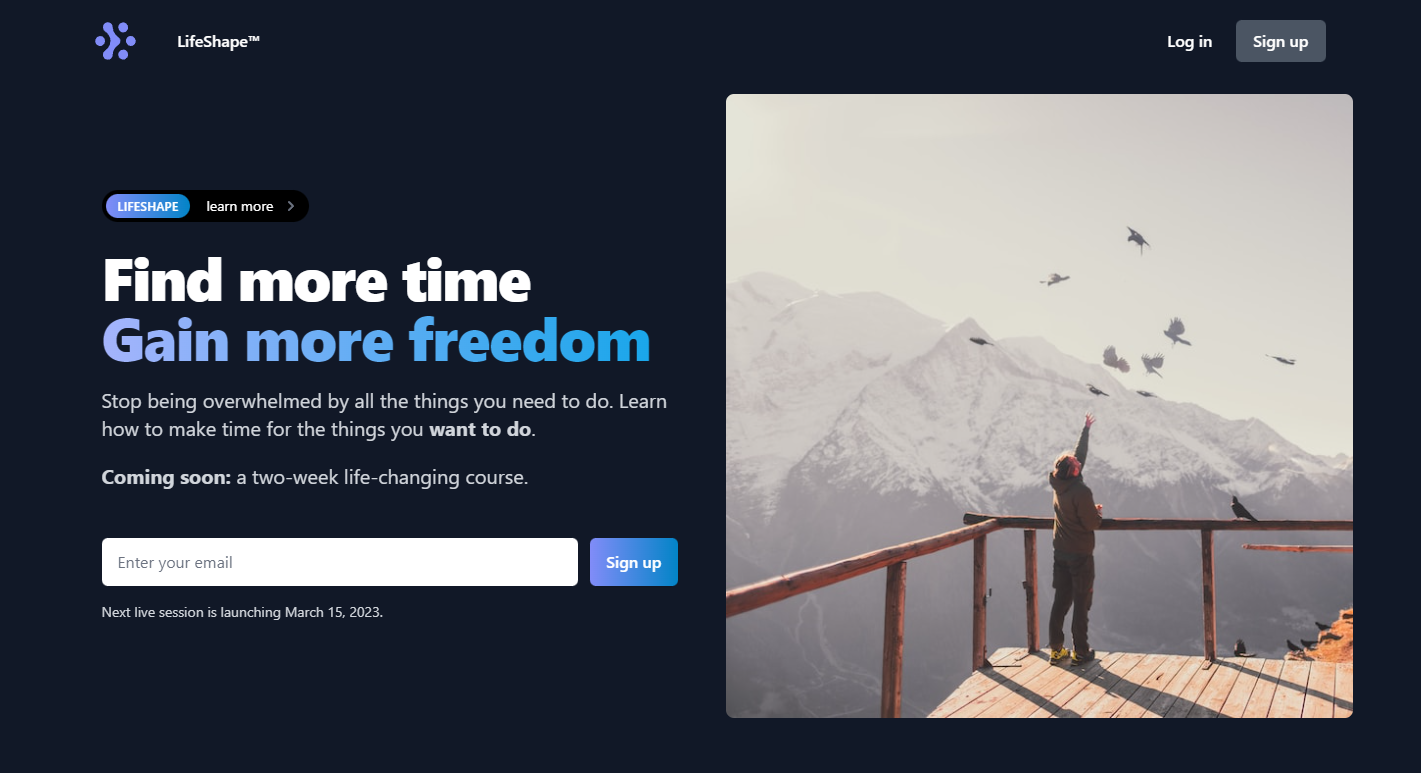 LifeShape™
Log in
Sign up
LIFESHAPE learn more
Find more time
Gain more freedom
Stop being overwhelmed by all the things you need to do. Learn
how to make time for the things you want to do.
Coming soon: a two-week life-changing course.
Enter your email
Sign up
Next live session is launching March 15, 2023.